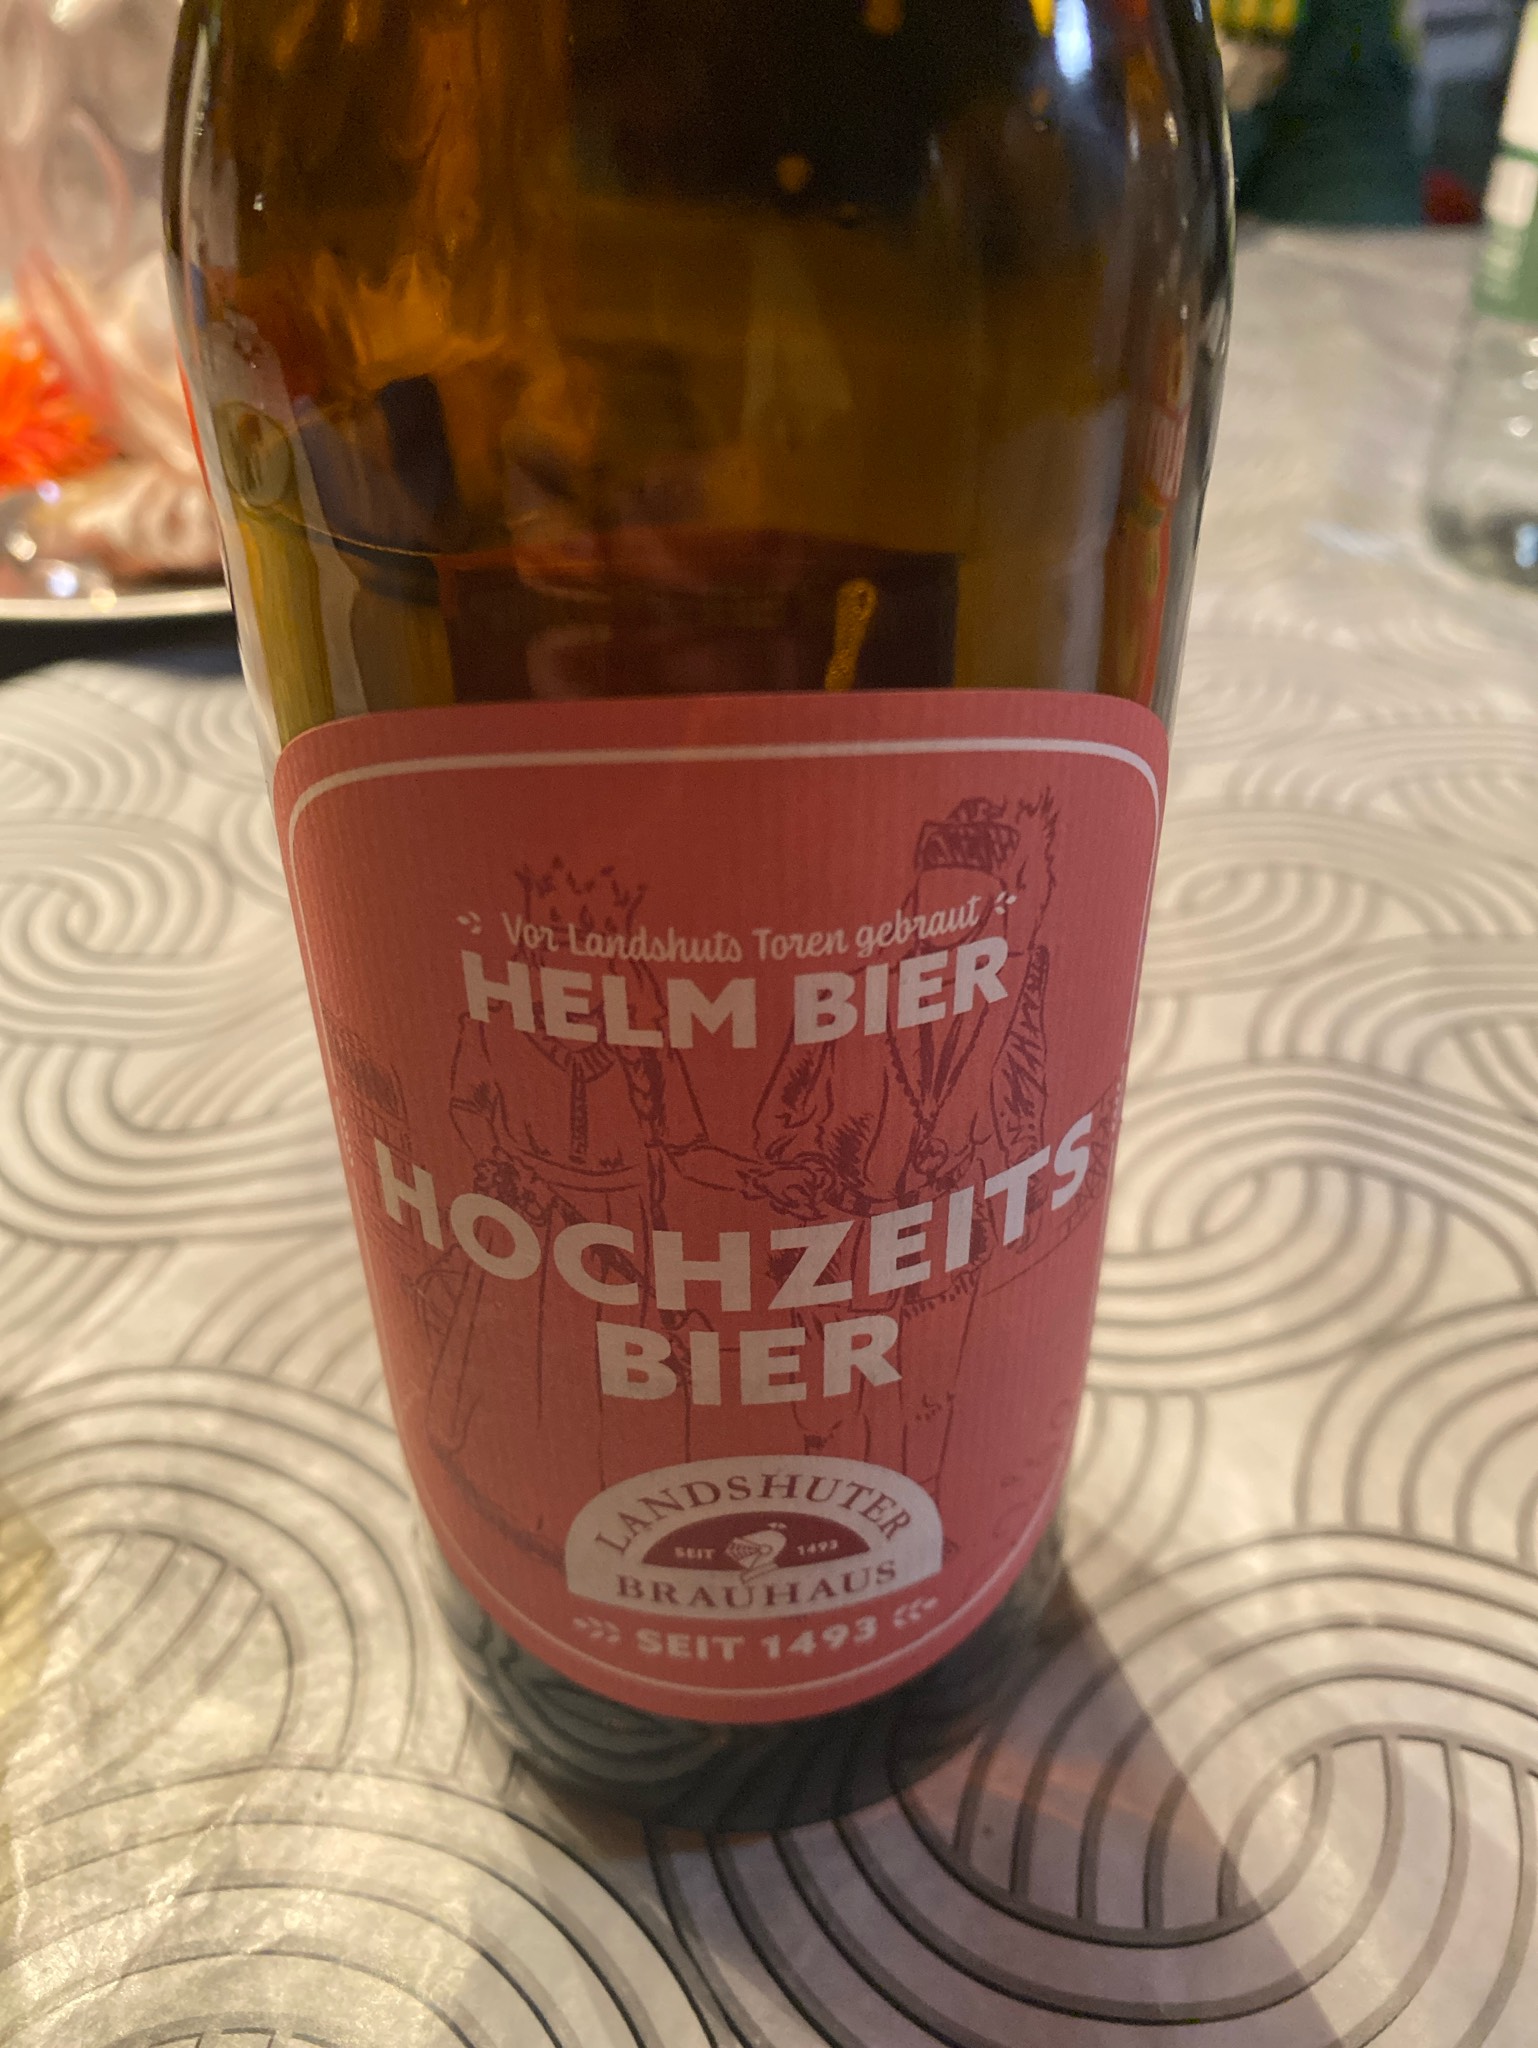 Vor Landshuts Toren gebraut
HELM BIER
HOCHZEITS
BIER
LANDSHUTER
SEIT 1493
BRAUHAUS
SEIT 1493